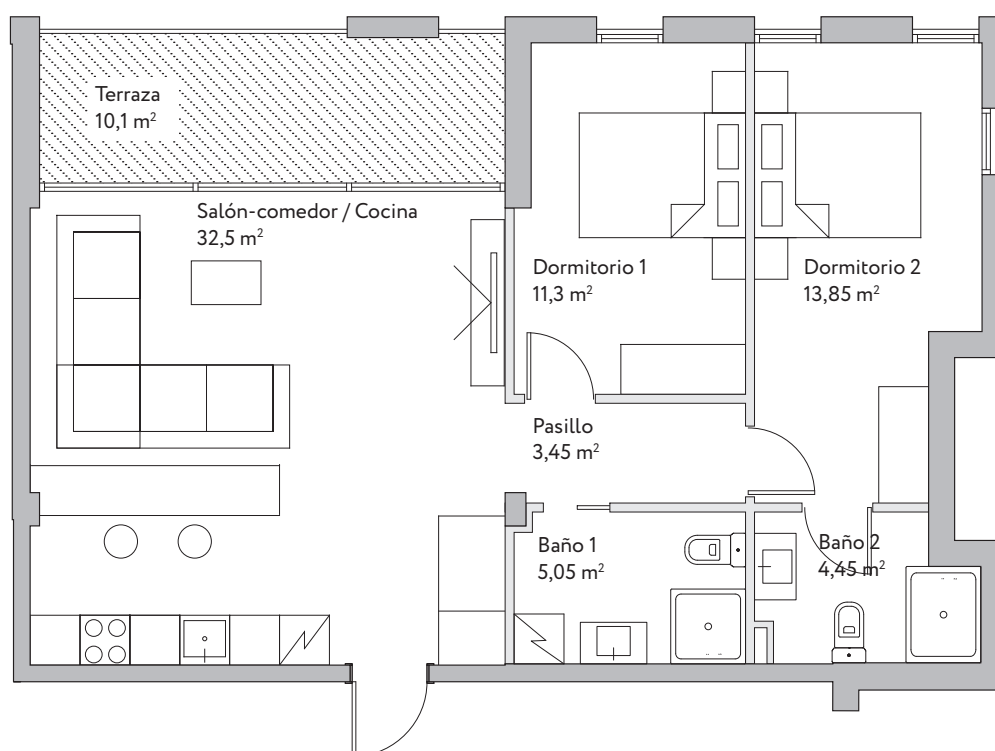 Terraza
10,1 m²
Salón-comedor / Cocina
32,5 m²
Dormitorio 1
11,3 m²
Dormitorio 2
13,85 m²
Pasillo
3,45 m²
Baño 1
5,05 m²
Baño 2
4,45 m²